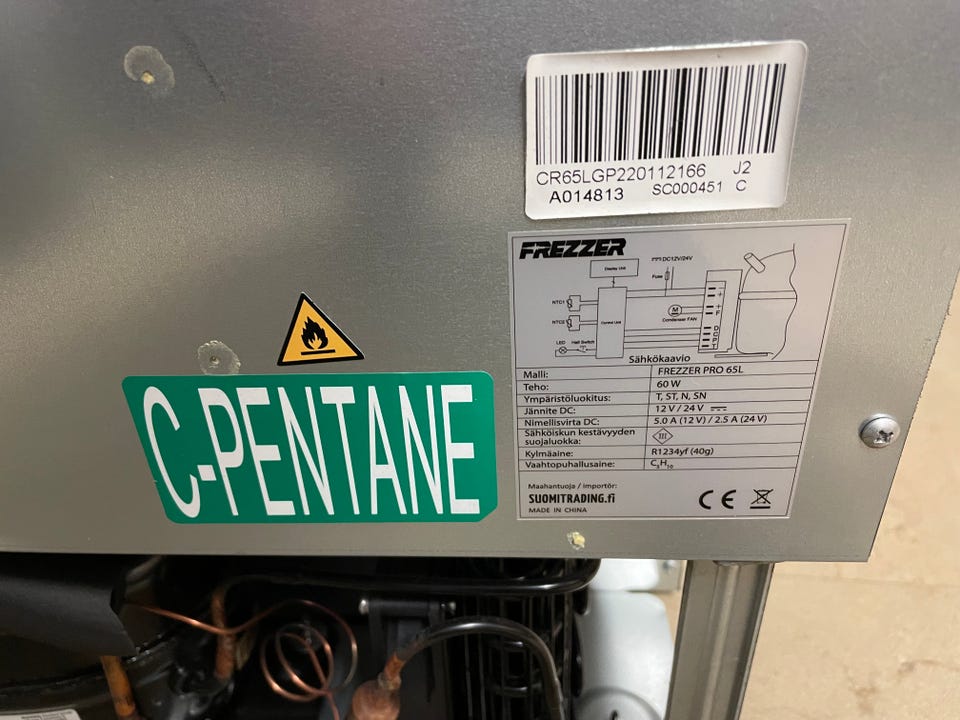 CR65LGP220112166 J2
A014813 SC000451 C
FREZZER
Display Unit
DC12V/24V
Fuse
NTC1
NTC2
Control Unit
M
Condenser FAN
LED
Hall Switch
+
+
F
D
C
P
T
Sähkökaavio
Malli: FREZZER PRO 65L
Teho: 60 W
Ympäristöluokitus: T, ST, N, SN
Jännite DC: 12 V / 24 V
Nimellisvirta DC: 5.0 A (12 V) / 2.5 A (24 V)
Sähköiskun kestävyyden
suojaluokka: III
Kylmäaine: R1234yf (40g)
Vaahtopuhallusaine: C₅H₁₀
Maahantuoja / importör:
SUOMITRADING.fi
MADE IN CHINA
CE
C-PENTANE